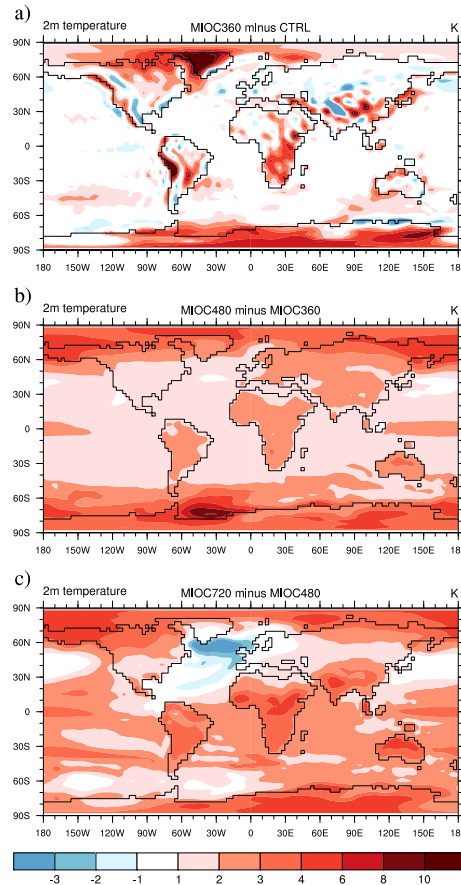 a)
2m temperature MIOC360 minus CTRL K
90N
60N
30N
0
30S
60S
90S
180 150W 120W 90W 60W 30W 0 30E 60E 90E 120E 150E 18
b)
2m temperature MIOC480 minus MIOC360 K
90N
60N
30N
0
30S
60S
90S
180 150W 120W 90W 60W 30W 0 30E 60E 90E 120E 150E 18
c)
2m temperature MIOC720 minus MIOC480 K
90N
60N
30N
0
30S
60S
90S
180 150W 120W 90W 60W 30W 0 30E 60E 90E 120E 150E 18
-3 -2 -1 1 2 4 6 8 10